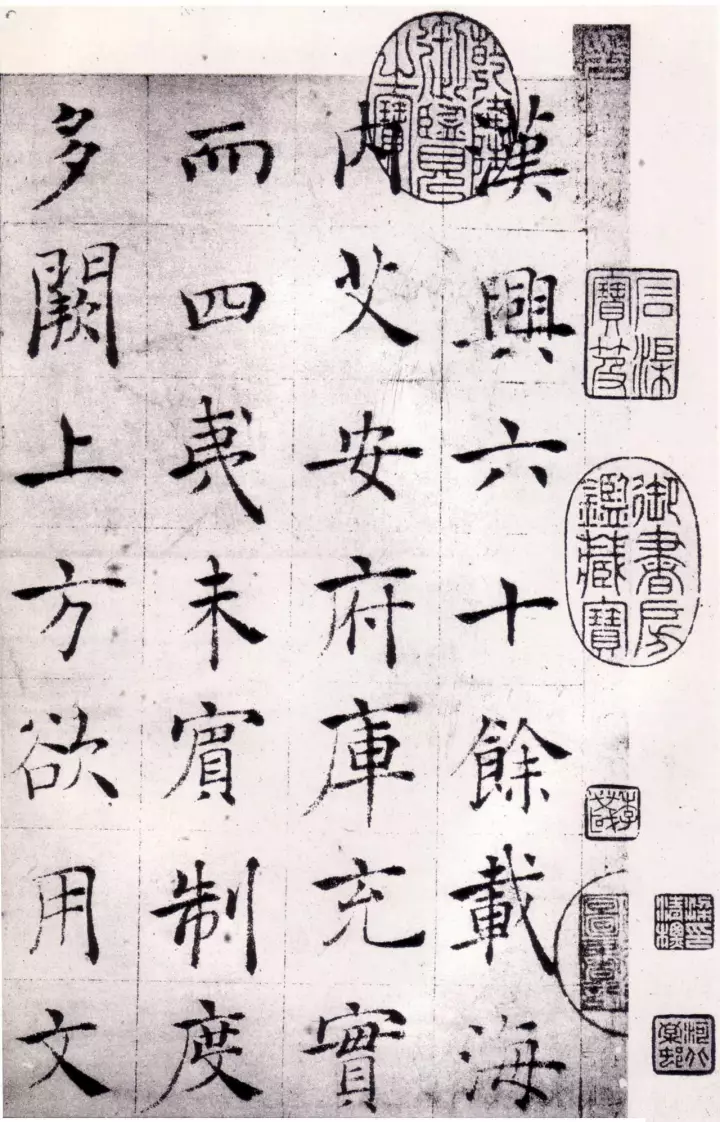 御書房鑑藏寶
石渠寶笈
乾隆御覽之寶
漢興六十餘載海
内艾安府庫充實
而四夷未賓制度
多闕上方欲用文